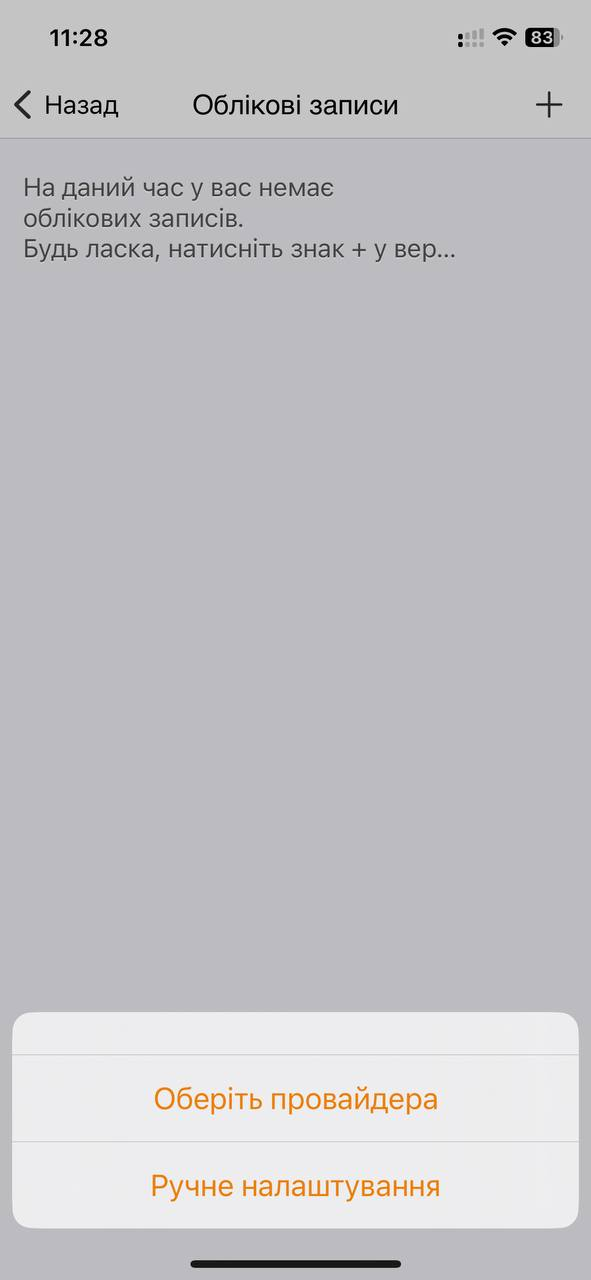 11:28
83
Назад
Облікові записи
На даний час у вас немає
облікових записів.
Будь ласка, натисніть знак + у вер...
Оберіть провайдера
Ручне налаштування